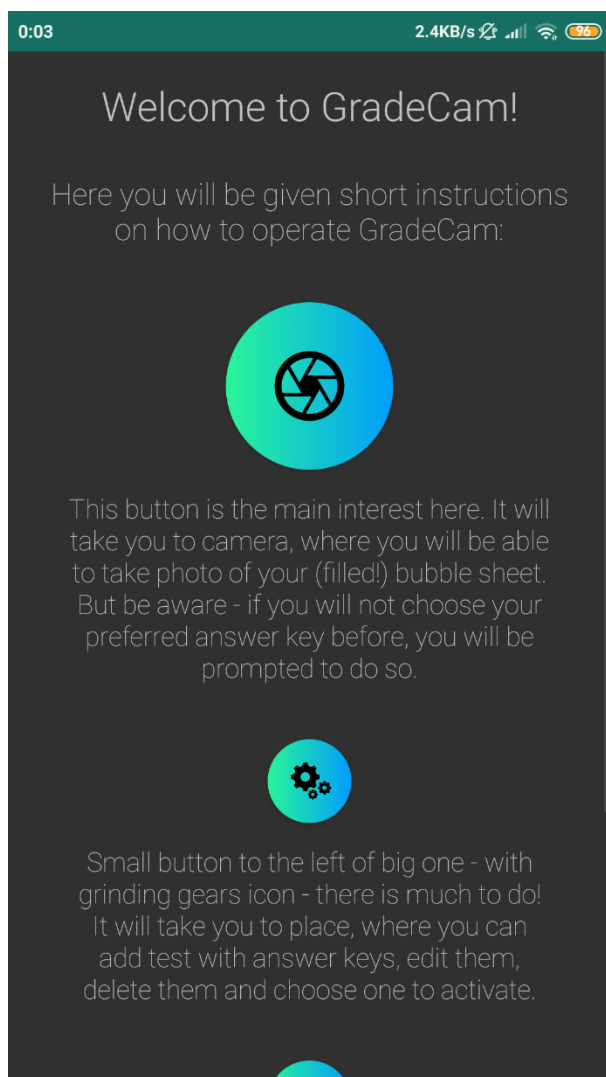 0:03 2.4KB/s 96
Welcome to GradeCam!
Here you will be given short instructions
on how to operate GradeCam:
This button is the main interest here. It will
take you to camera, where you will be able
to take photo of your (filled!) bubble sheet.
But be aware - if you will not choose your
preferred answer key before, you will be
prompted to do so.
Small button to the left of big one - with
grinding gears icon - there is much to do!
It will take you to place, where you can
add test with answer keys, edit them,
delete them and choose one to activate.